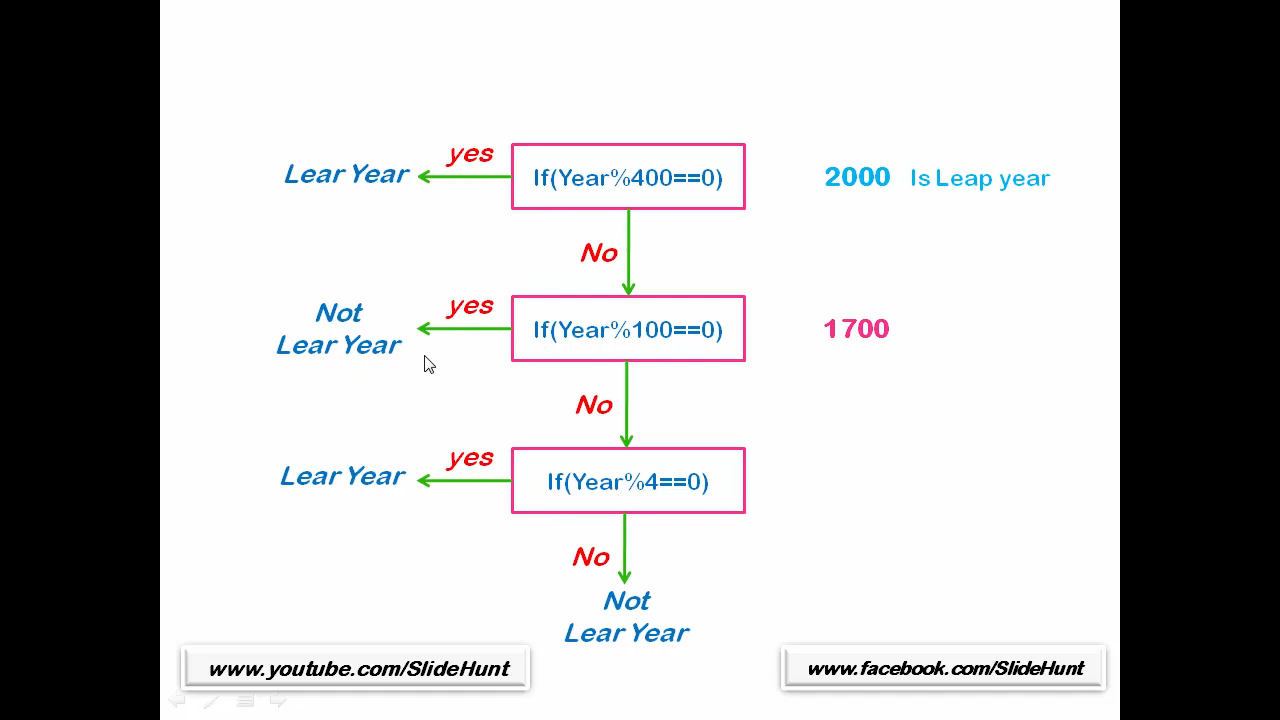 yes
Lear Year
If(Year%400==0)
2000 Is Leap year
No
yes
Not
Lear Year
If(Year%100==0)
1700
No
yes
Lear Year
If(Year%4==0)
No
Not
Lear Year
www.youtube.com/SlideHunt
www.facebook.com/SlideHunt